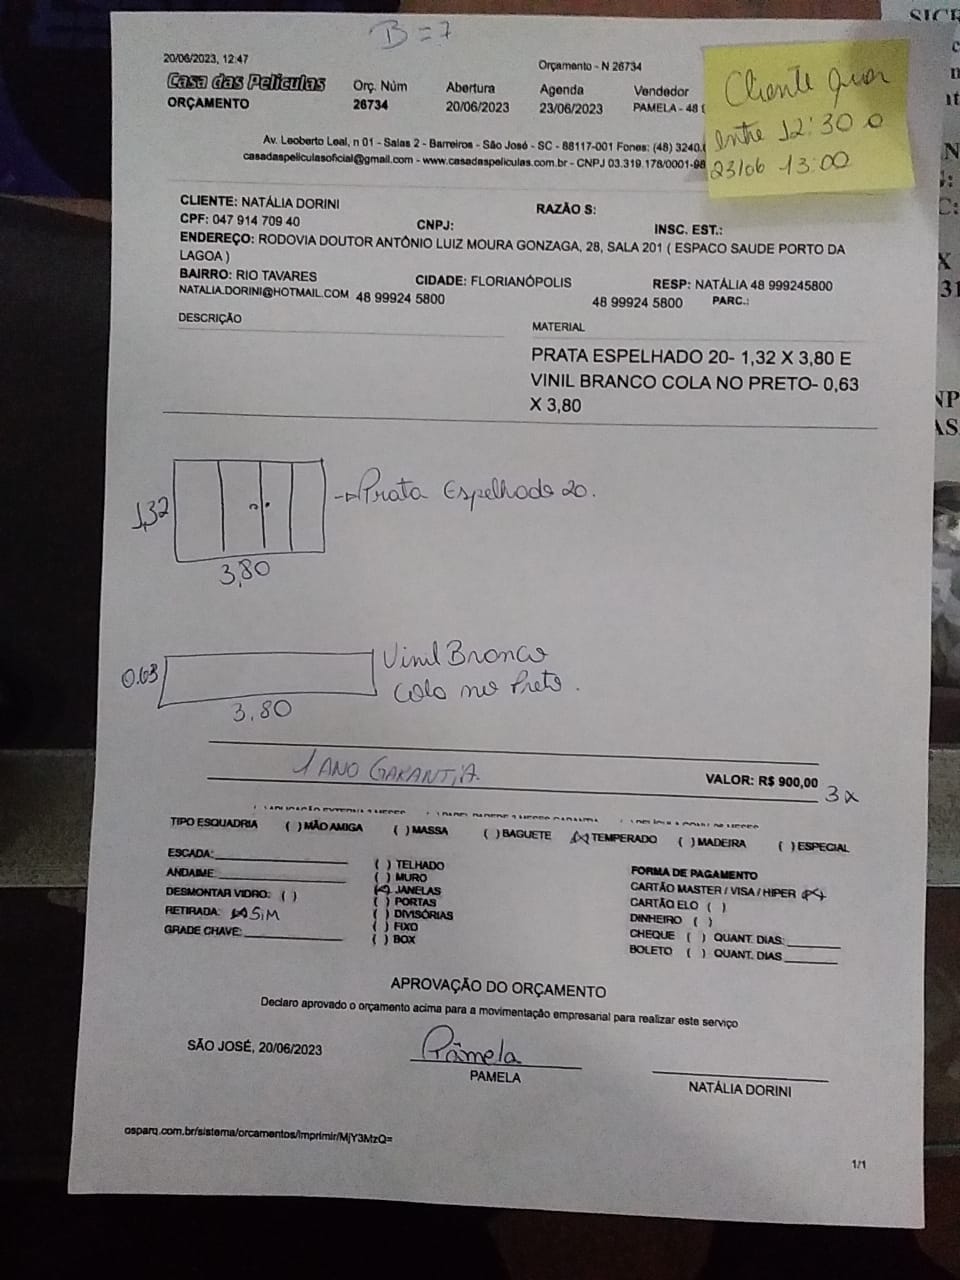 B = 7
20/06/2023, 12:47
Casa das Películas
ORÇAMENTO
Orç. Núm
26734
Abertura
20/06/2023
Orçamento - N 26734
Agenda
23/06/2023
Vendedor
PAMELA - 48
Cliente quer
entre 12:30 a
23/06 13:00
Av. Leoberto Leal, n 01 - Salas 2 - Barreiros - São José - SC - 88117-001 Fones: (48) 3240.
casadaspeliculasoficial@gmail.com - www.casadaspeliculas.com.br - CNPJ 03.319.178/0001-98
CLIENTE: NATÁLIA DORINI
RAZÃO S:
CPF: 047 914 709 40
CNPJ:
INSC. EST.:
ENDEREÇO: RODOVIA DOUTOR ANTÔNIO LUIZ MOURA GONZAGA, 28, SALA 201 ( ESPACO SAUDE PORTO DA
LAGOA )
BAIRRO: RIO TAVARES
CIDADE: FLORIANÓPOLIS
RESP: NATÁLIA 48 999245800
NATALIA.DORINI@HOTMAIL.COM 48 99924 5800
48 99924 5800
PARC.:
DESCRIÇÃO
MATERIAL
PRATA ESPELHADO 20- 1,32 X 3,80 E
VINIL BRANCO COLA NO PRETO- 0,63
X 3,80
1,32
Prata Espelhado 20.
3,80
0.63
Vinil Branco
Cola no Preto.
3,80
1 ANO GARANTIA.
VALOR: R$ 900,00
3x
TIPO ESQUADRIA ( ) MÃO AMIGA ( ) MASSA ( ) BAGUETE (X) TEMPERADO ( ) MADEIRA ( ) ESPECIAL
ESCADA:
ANDAIME
DESMONTAR VIDRO: ( )
RETIRADA: (X) SIM
GRADE CHAVE:
( ) TELHADO
( ) MURO
(X) JANELAS
( ) PORTAS
( ) DIVISÓRIAS
( ) FIXO
( ) BOX
FORMA DE PAGAMENTO
CARTÃO MASTER / VISA / HIPER (X)
CARTÃO ELO ( )
DINHEIRO ( )
CHEQUE ( ) QUANT. DIAS:
BOLETO ( ) QUANT. DIAS
APROVAÇÃO DO ORÇAMENTO
Declaro aprovado o orçamento acima para a movimentação empresarial para realizar este serviço
SÃO JOSÉ, 20/06/2023
Pâmela
PAMELA
NATÁLIA DORINI
osparq.com.br/sistema/orcamentos/imprimir/MjY3MzQ=
1/1